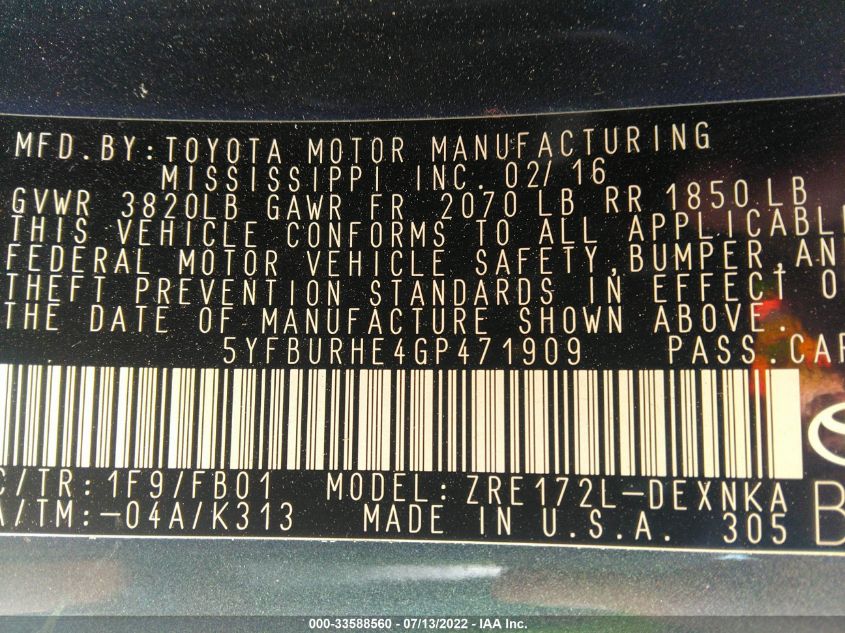 MFD.BY:TOYOTA MOTOR MANUFACTURING
MISSISSIPPI INC. 02/16
GVWR 3820LB GAWR FR 2070 LB RR 1850LB
THIS VEHICLE CONFORMS TO ALL APPLICABL
FEDERAL MOTOR VEHICLE SAFETY,BUMPER,AN
THEFT PREVENTION STANDARDS IN EFFECT O
THE DATE OF MANUFACTURE SHOWN ABOVE.
5YFBURHE4GP471909 PASS.CAR
C/TR:1F9/FB01 MODEL:ZRE172L-DEXNKA
A/TM:-04A/K313 MADE IN U.S.A. 305
000-33588560 - 07/13/2022 - IAA Inc.